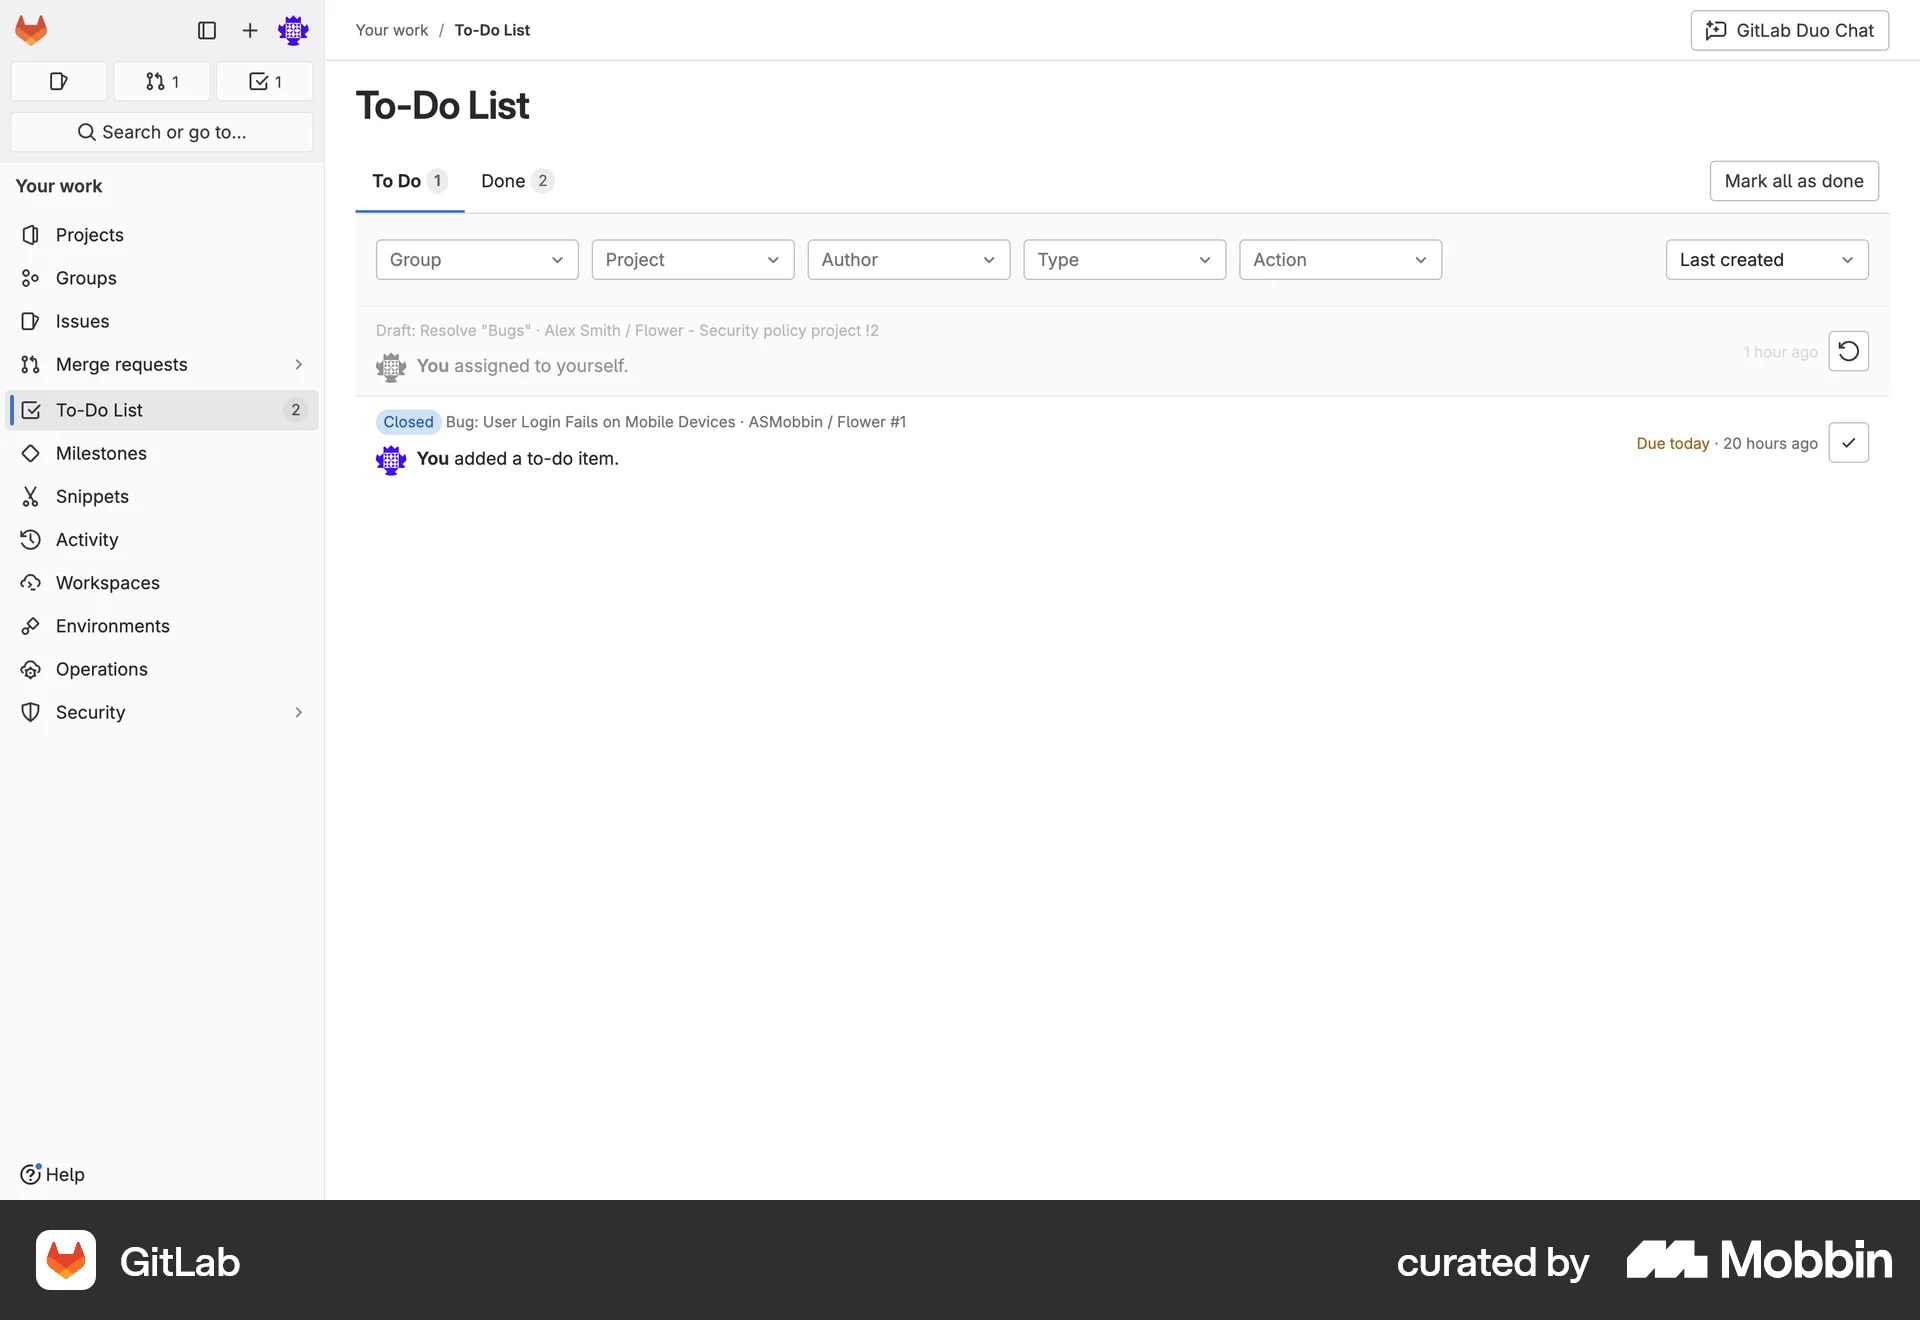 Your work / To-Do List
GitLab Duo Chat
1
1
Search or go to...
Your work
Projects
Groups
Issues
Merge requests
To-Do List 2
Milestones
Snippets
Activity
Workspaces
Environments
Operations
Security
Help
To-Do List
To Do 1
Done 2
Mark all as done
Group
Project
Author
Type
Action
Last created
Draft: Resolve "Bugs" · Alex Smith / Flower - Security policy project !2
You assigned to yourself.
1 hour ago
Closed Bug: User Login Fails on Mobile Devices · ASMobbin / Flower #1
You added a to-do item.
Due today · 20 hours ago
GitLab
curated by Mobbin